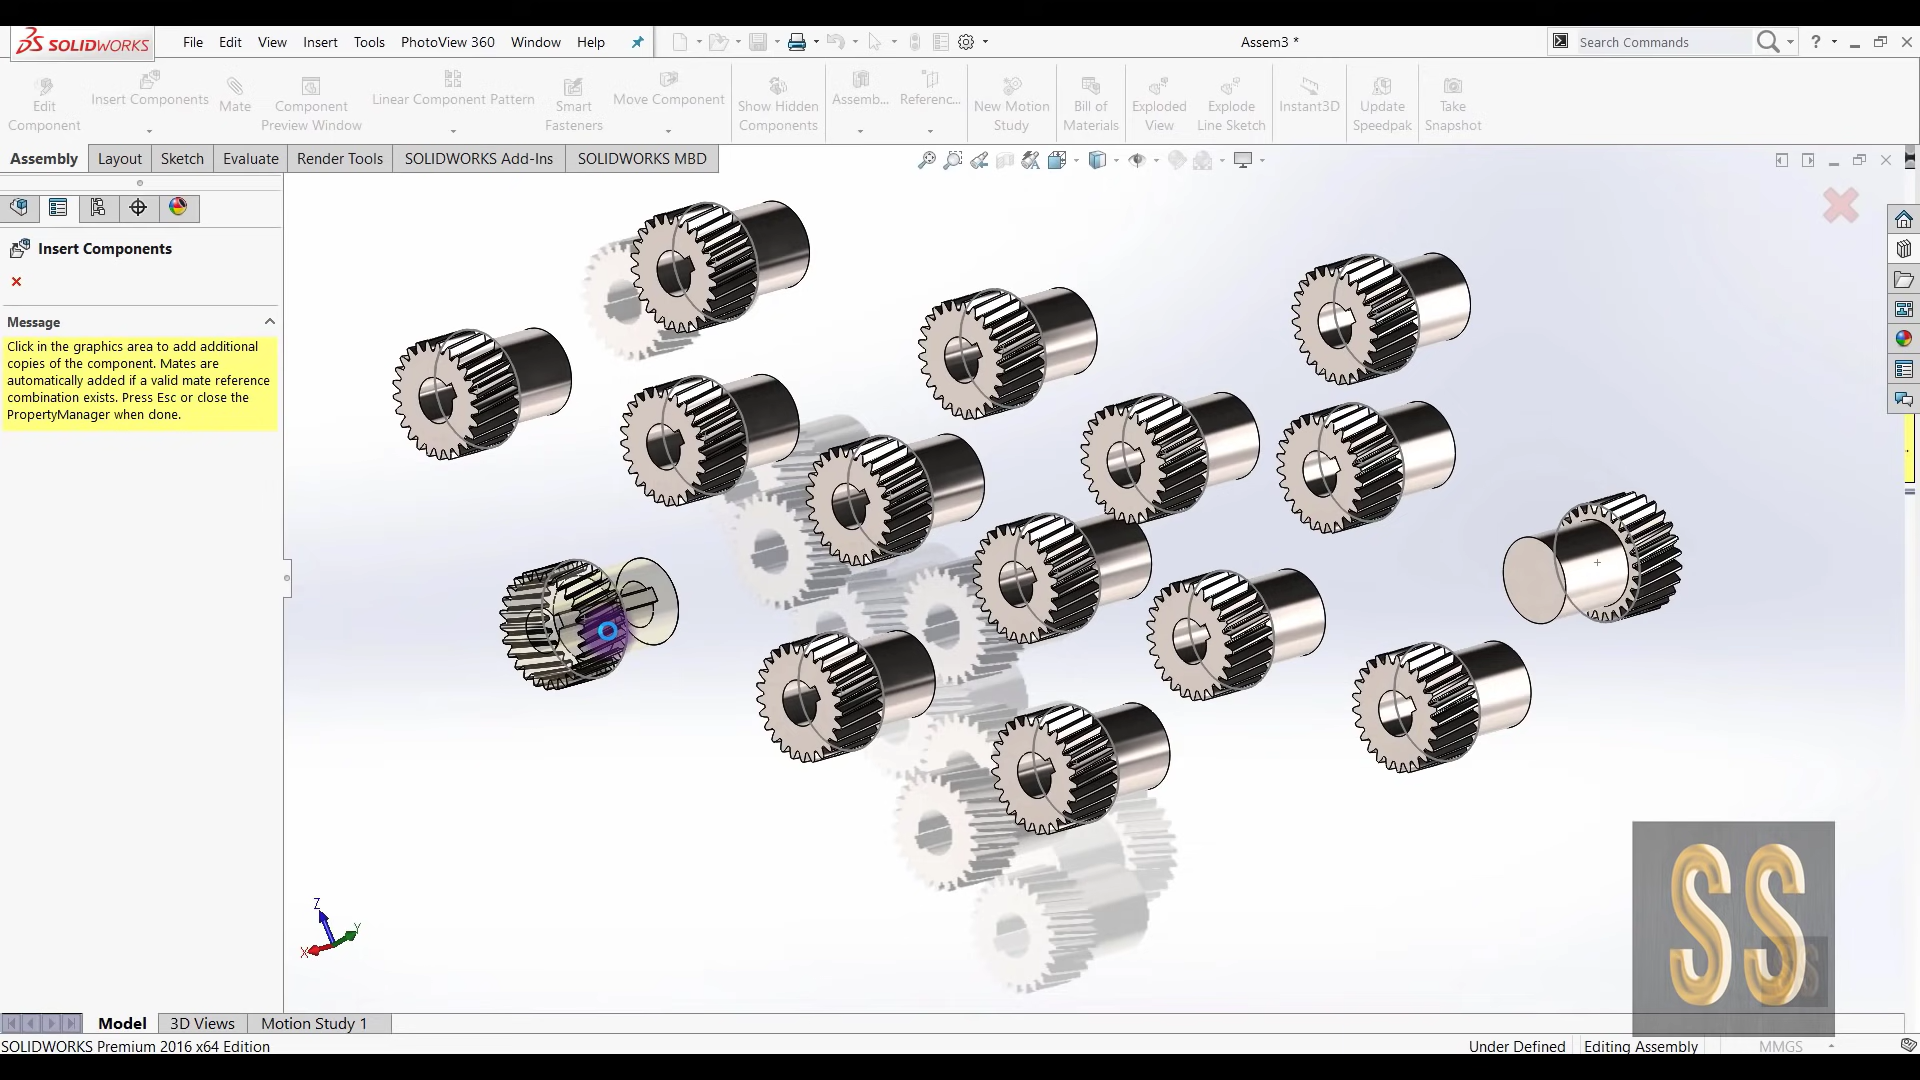 SOLIDWORKS
File Edit View Insert Tools PhotoView 360 Window Help
Assem3 *
Search Commands
?
Edit Component
Insert Components
Mate
Component Preview Window
Linear Component Pattern
Smart Fasteners
Move Component
Show Hidden Components
Assemb...
Referenc...
New Motion Study
Bill of Materials
Exploded View
Explode Line Sketch
Instant3D
Update Speedpak
Take Snapshot
Assembly Layout Sketch Evaluate Render Tools SOLIDWORKS Add-Ins SOLIDWORKS MBD
Insert Components
Message
Click in the graphics area to add additional
copies of the component. Mates are
automatically added if a valid mate reference
combination exists. Press Esc or close the
PropertyManager when done.
Z
Y
X
SS
Model 3D Views Motion Study 1
SOLIDWORKS Premium 2016 x64 Edition
Under Defined Editing Assembly MMGS